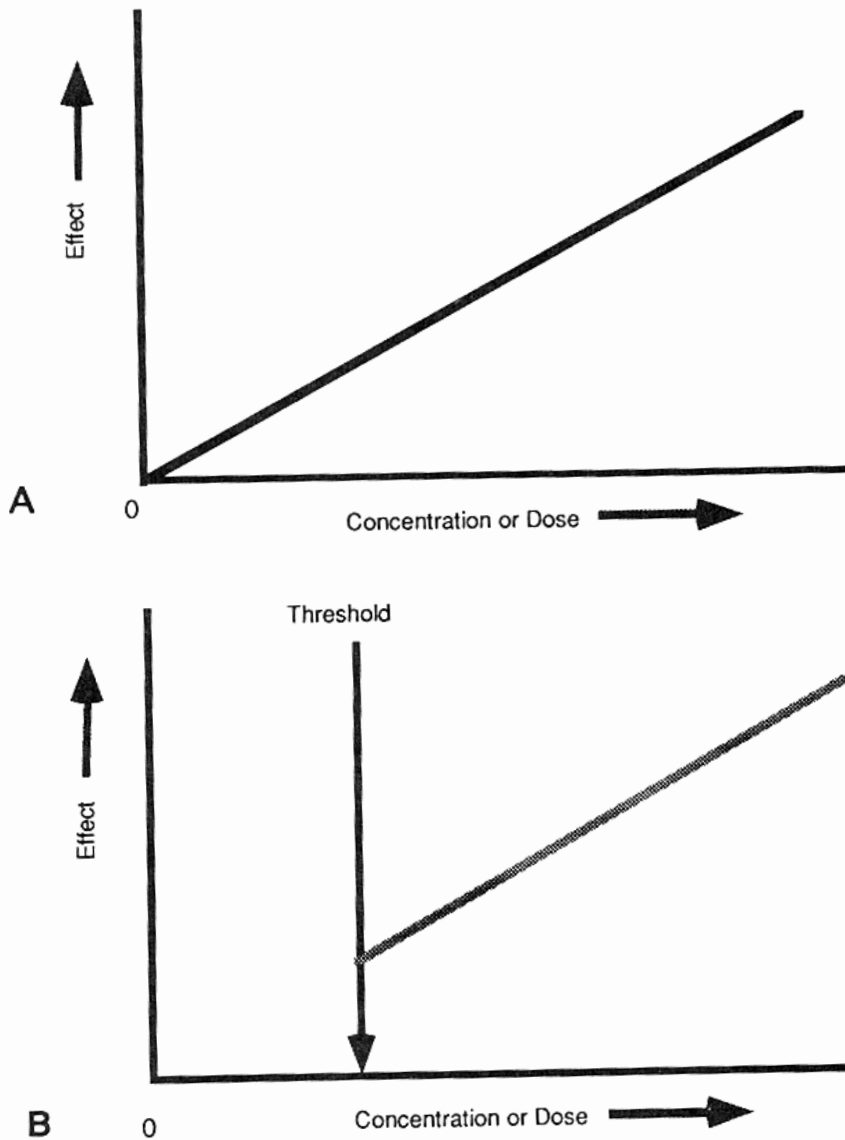 Effect
A
0
Concentration or Dose
Threshold
Effect
B
0
Concentration or Dose